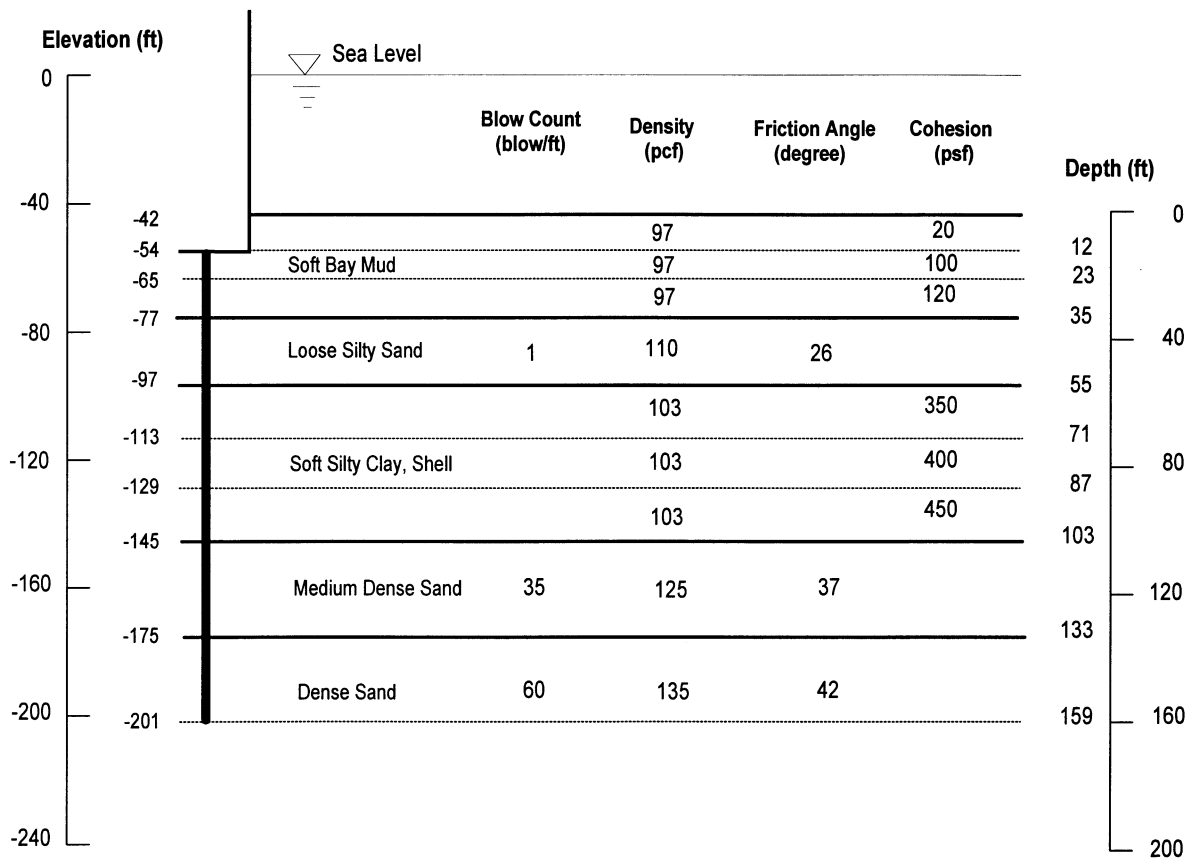 Elevation (ft)
Sea Level
0
Blow Count Density Friction Angle Cohesion
(blow/ft) (pcf) (degree) (psf)
Depth (ft)
-40
-42 0
97 20
-54 12
Soft Bay Mud 97 100
-65 23
97 120
-77 35
-80 40
Loose Silty Sand 1 110 26
-97 55
103 350
-113 71
-120 Soft Silty Clay, Shell 103 400 80
-129 87
103 450
-145 103
-160 Medium Dense Sand 35 125 37 120
-175 133
Dense Sand 60 135 42
-200 -201 159 160
-240 200